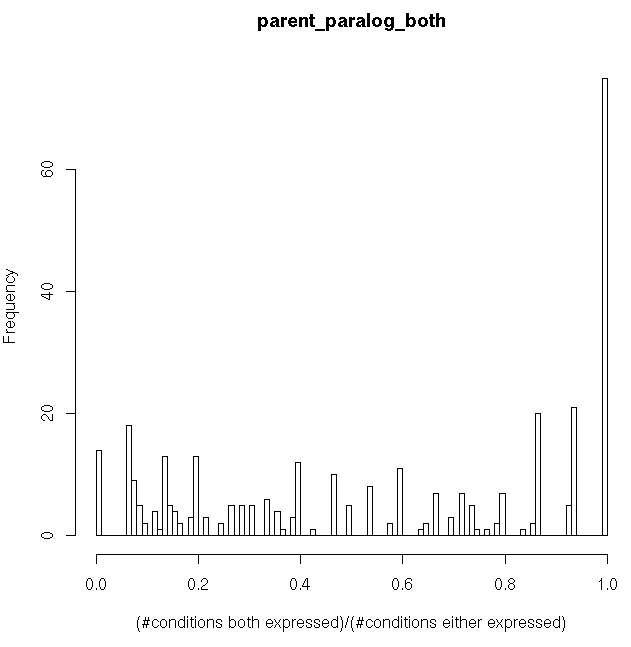 parent_paralog_both
Frequency
60
40
20
0
0.0 0.2 0.4 0.6 0.8 1.0
(#conditions both expressed)/(#conditions either expressed)